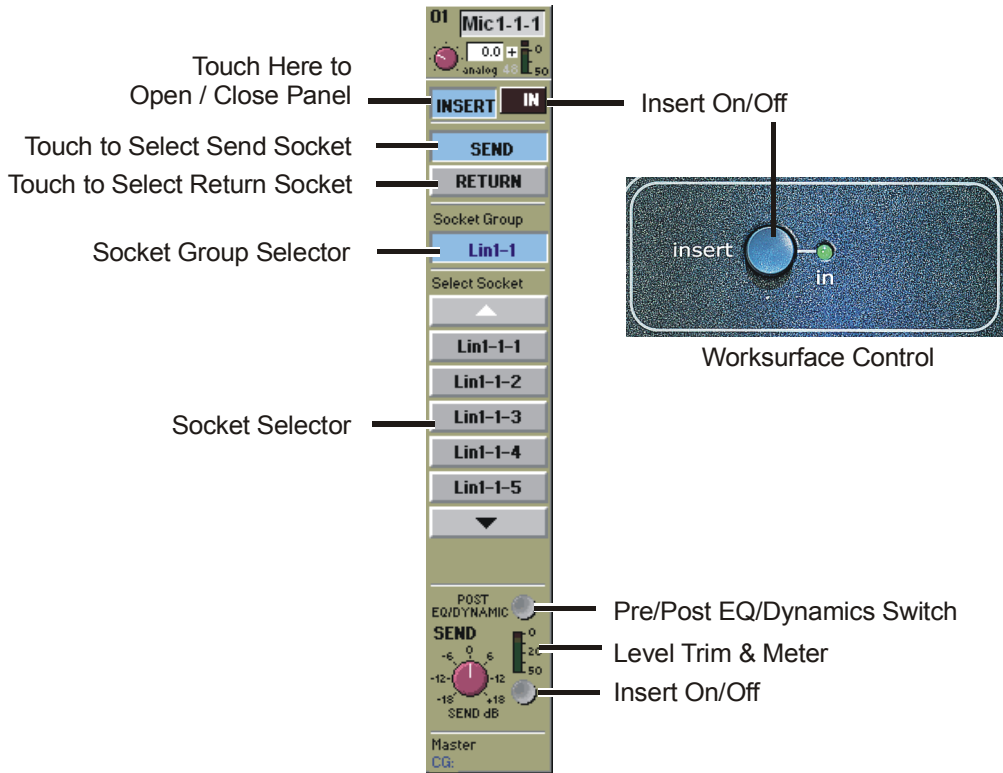 01
Mic1-1-1
0.0 +
0
analog 48
50
Touch Here to
Open / Close Panel
INSERT
IN
Insert On/Off
Touch to Select Send Socket
SEND
Touch to Select Return Socket
RETURN
Socket Group
Socket Group Selector
Lin1-1
insert
in
Select Socket
Worksurface Control
Lin1-1-1
Lin1-1-2
Socket Selector
Lin1-1-3
Lin1-1-4
Lin1-1-5
POST
EQ/DYNAMIC
Pre/Post EQ/Dynamics Switch
SEND
0
20
50
Level Trim & Meter
-6 0 6
-12 -12
-18 +18
SEND dB
Insert On/Off
Master
CG: